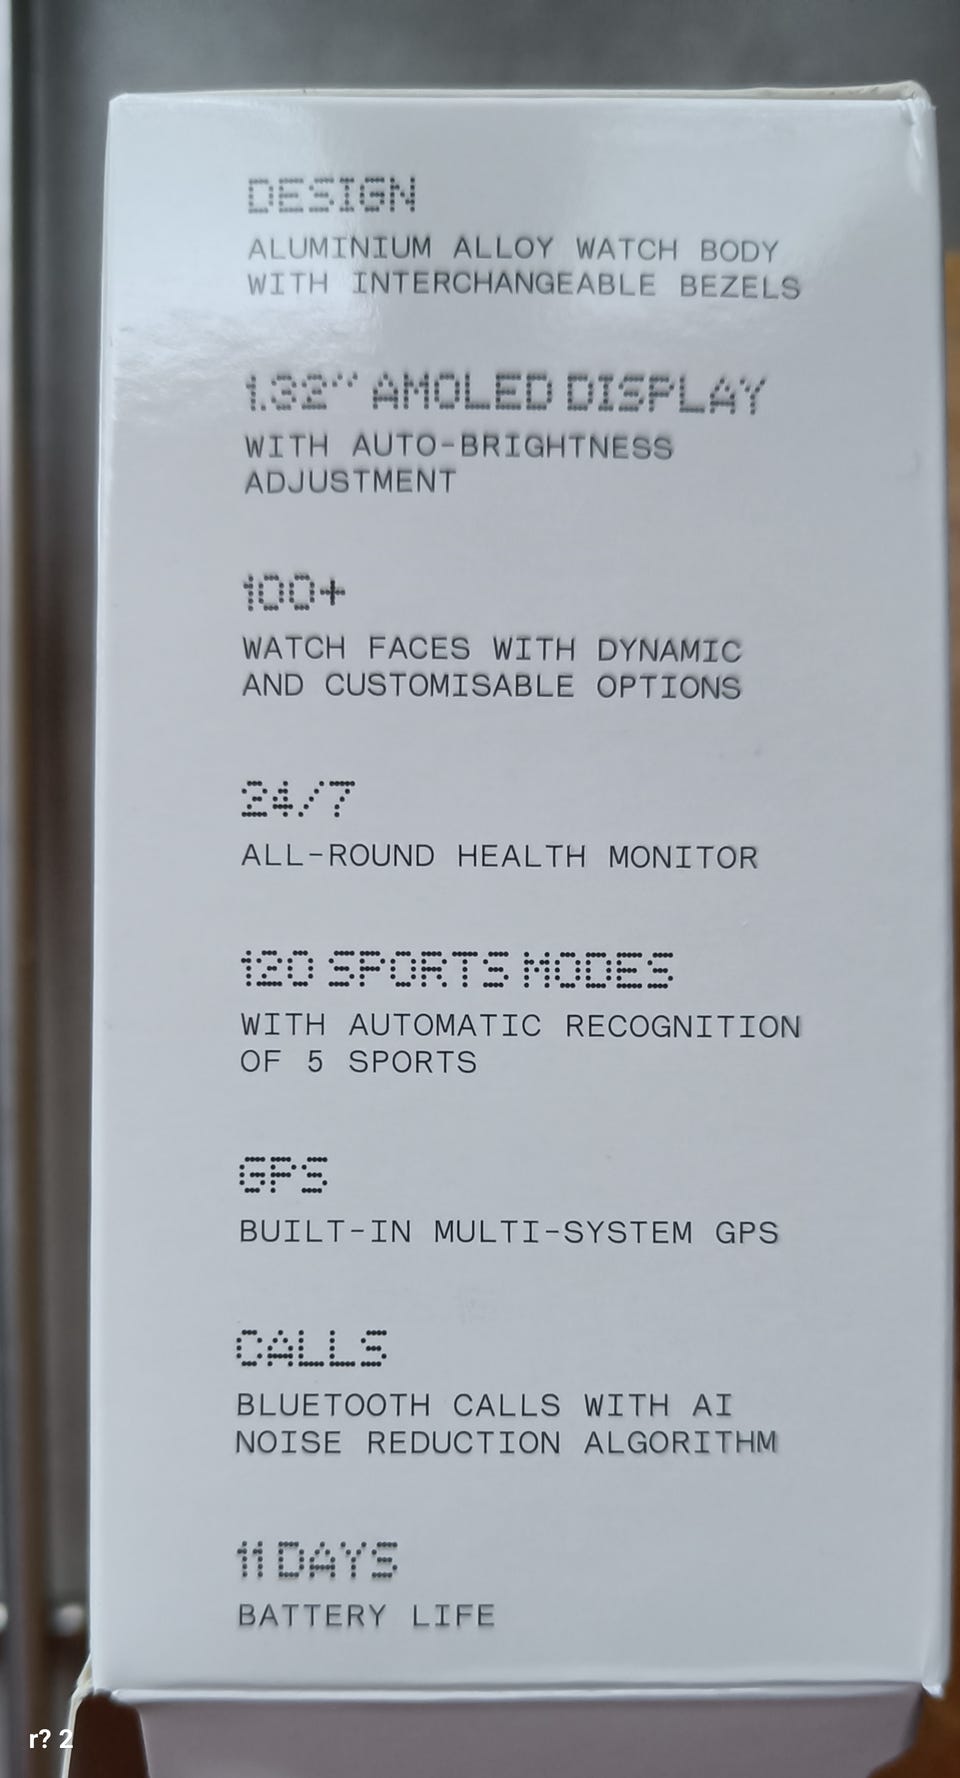 DESIGN
ALUMINIUM ALLOY WATCH BODY
WITH INTERCHANGEABLE BEZELS
1.32" AMOLED DISPLAY
WITH AUTO-BRIGHTNESS
ADJUSTMENT
100+
WATCH FACES WITH DYNAMIC
AND CUSTOMISABLE OPTIONS
24/7
ALL-ROUND HEALTH MONITOR
120 SPORTS MODES
WITH AUTOMATIC RECOGNITION
OF 5 SPORTS
GPS
BUILT-IN MULTI-SYSTEM GPS
CALLS
BLUETOOTH CALLS WITH AI
NOISE REDUCTION ALGORITHM
11 DAYS
BATTERY LIFE
r? 2